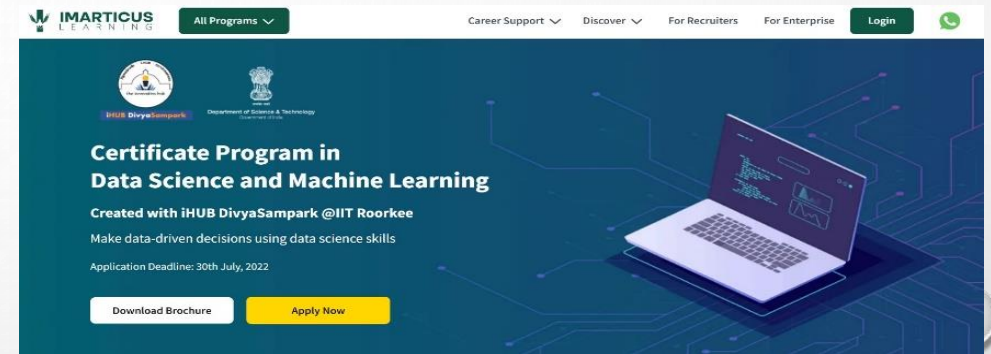 IMARTICUS
LEARNING
All Programs
Career Support
Discover
For Recruiters
For Enterprise
Login
iHUB DivyaSampark
Department of Science & Technology
Certificate Program in
Data Science and Machine Learning
Created with iHUB DivyaSampark @IIT Roorkee
Make data-driven decisions using data science skills
Application Deadline: 30th July, 2022
Download Brochure
Apply Now